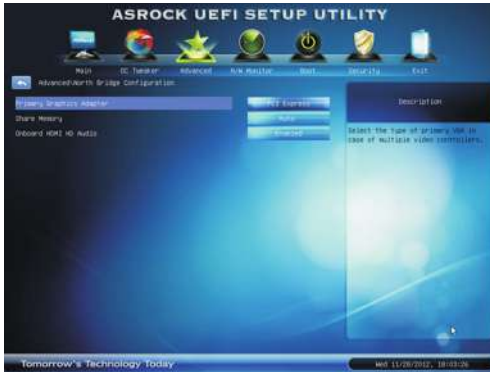 ASROCK UEFI SETUP UTILITY
Main OC Tweaker Advanced H/W Monitor Boot Security Exit
Advanced\North Bridge Configuration
Primary Graphics Adapter PCI Express
Share Memory Auto
Onboard HDMI HD Audio Enabled
Description
Select the type of primary VGA in
case of multiple video controllers.
Tomorrow's Technology Today
Wed 11/28/2012, 18:03:26